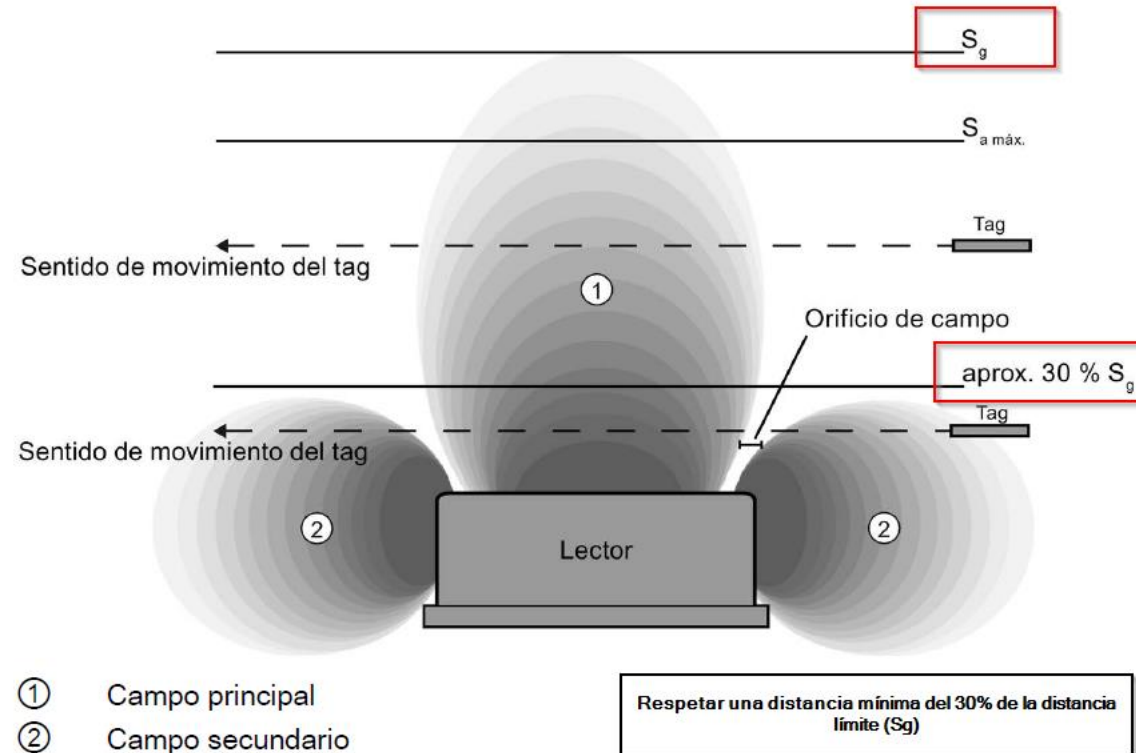 Sg
Sa máx.
Tag
Sentido de movimiento del tag
①
Orificio de campo
aprox. 30 % Sg
Tag
Sentido de movimiento del tag
②
②
Lector
① Campo principal
② Campo secundario
Respetar una distancia mínima del 30% de la distancia
límite (Sg)